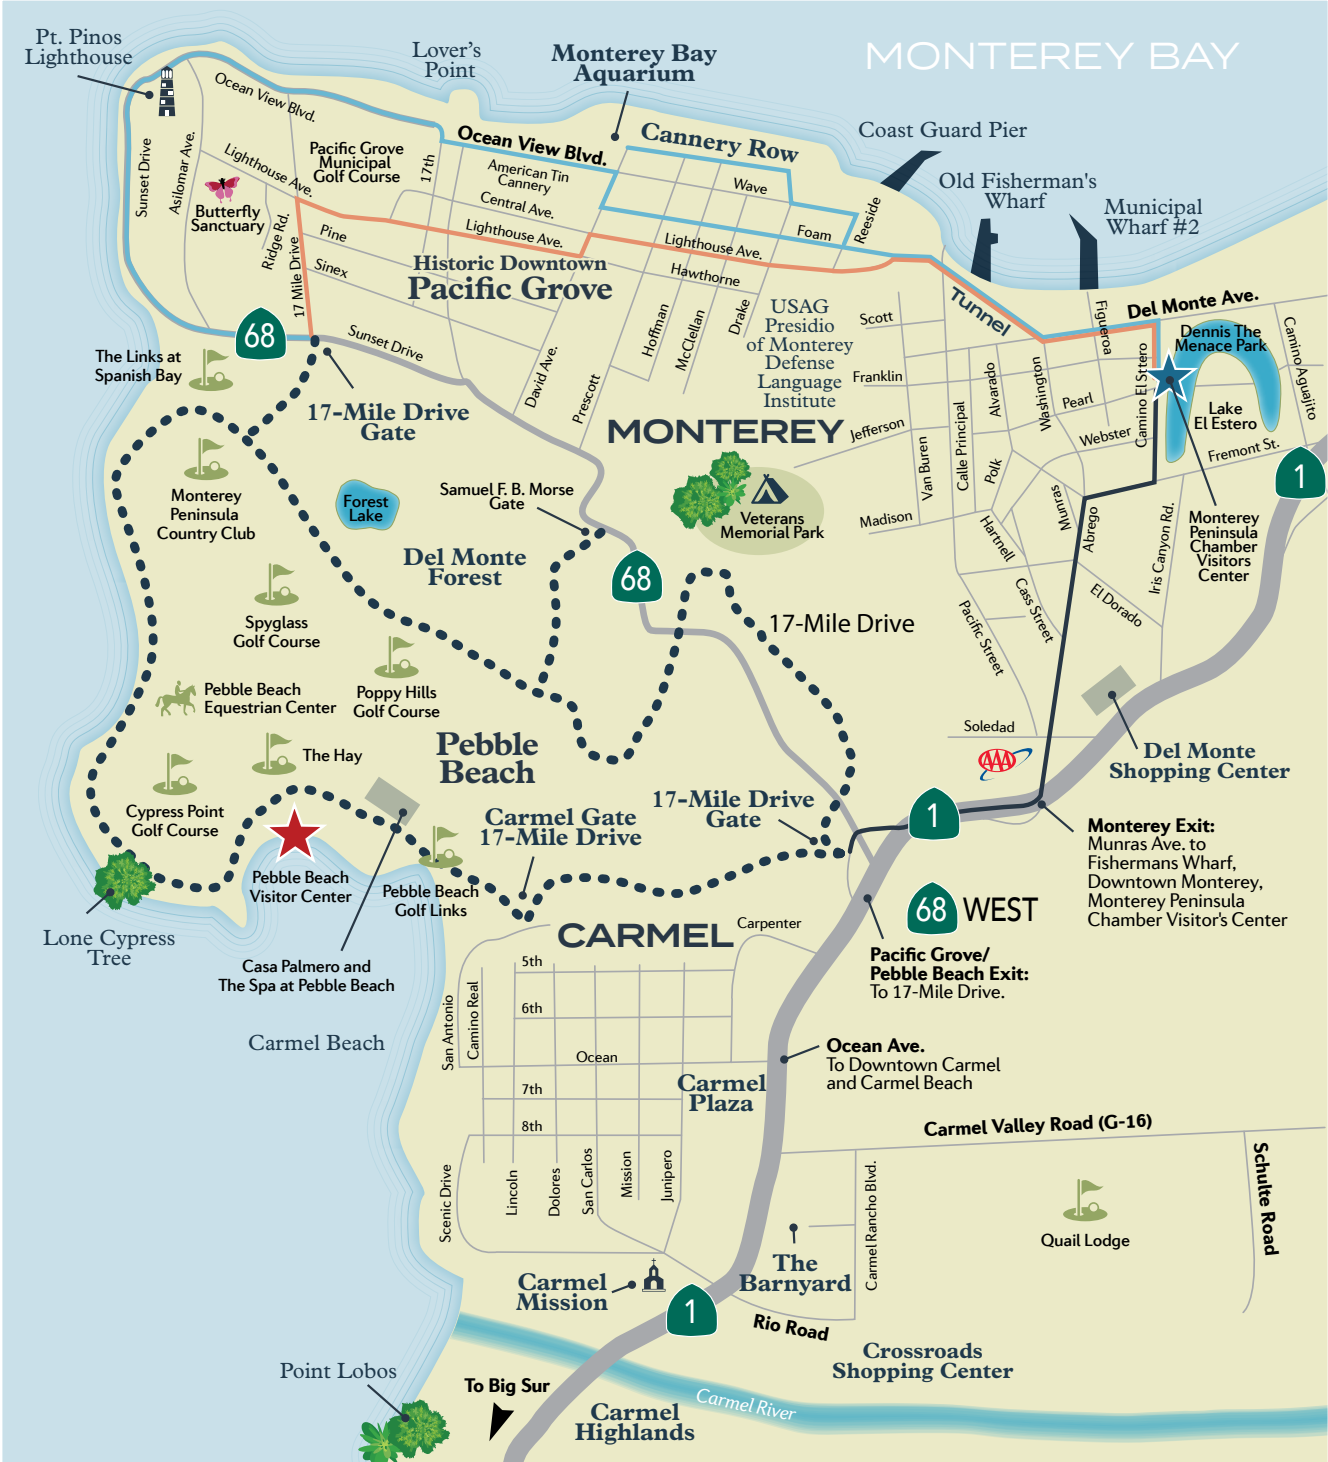 Pt. Pinos
Lighthouse
Lover's
Point
Monterey Bay
Aquarium
MONTEREY BAY
Ocean View Blvd.
Ocean View Blvd.
Cannery Row
Coast Guard Pier
Old Fisherman's
Wharf
Municipal
Wharf #2
Sunset Drive
Asilomar Ave.
Lighthouse Ave.
Pacific Grove
Municipal
Golf Course
17th
American Tin
Cannery
Central Ave.
Wave
Reeside
Foam
Butterfly
Sanctuary
Ridge Rd.
17 Mile Drive
Pine
Sinex
Lighthouse Ave.
Lighthouse Ave.
Hawthorne
Historic Downtown
Pacific Grove
Hoffman
McClellan
Drake
USAG
Presidio
of Monterey
Defense
Language
Institute
Scott
Tunnel
Figueroa
Del Monte Ave.
Dennis The
Menace Park
Camino Aguajito
68
Sunset Drive
The Links at
Spanish Bay
17-Mile Drive
Gate
David Ave.
Prescott
Franklin
Alvarado
Washington
Pearl
Camino El Sttero
Lake
El Estero
MONTEREY
Jefferson
Van Buren
Calle Principal
Polk
Webster
Fremont St.
1
Monterey
Peninsula
Country Club
Forest
Lake
Samuel F. B. Morse
Gate
Veterans
Memorial Park
Madison
Hartnell
Munras
Abrego
Iris Canyon Rd.
Monterey
Peninsula
Chamber
Visitors
Center
Del Monte
Forest
68
Spyglass
Golf Course
17-Mile Drive
Pacific Street
Cass Street
El Dorado
Pebble Beach
Equestrian Center
Poppy Hills
Golf Course
The Hay
Pebble
Beach
Soledad
AAA
Del Monte
Shopping Center
Cypress Point
Golf Course
Carmel Gate
17-Mile Drive
17-Mile Drive
Gate
1
Monterey Exit:
Munras Ave. to
Fishermans Wharf,
Downtown Monterey,
Monterey Peninsula
Chamber Visitor's Center
Pebble Beach
Visitor Center
Pebble Beach
Golf Links
68 WEST
Lone Cypress
Tree
CARMEL
Carpenter
Casa Palmero and
The Spa at Pebble Beach
Pacific Grove/
Pebble Beach Exit:
To 17-Mile Drive.
5th
6th
San Antonio
Camino Real
Carmel Beach
Ocean
Ocean Ave.
To Downtown Carmel
and Carmel Beach
7th
8th
Carmel
Plaza
Carmel Valley Road (G-16)
Scenic Drive
Lincoln
Dolores
San Carlos
Mission
Junipero
Carmel Rancho Blvd.
Schulte Road
Quail Lodge
The
Barnyard
Carmel
Mission
1
Rio Road
Crossroads
Shopping Center
Point Lobos
To Big Sur
Carmel River
Carmel
Highlands